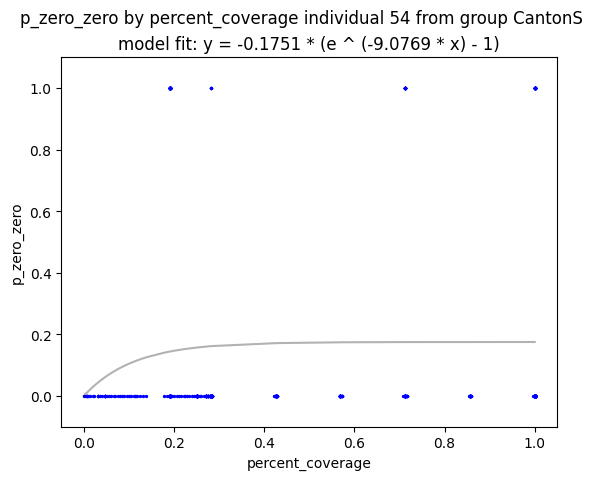 p_zero_zero by percent_coverage individual 54 from group CantonS
model fit: y = -0.1751 * (e ^ (-9.0769 * x) - 1)
1.0
0.8
0.6
0.4
0.2
0.0
p_zero_zero
0.0 0.2 0.4 0.6 0.8 1.0
percent_coverage